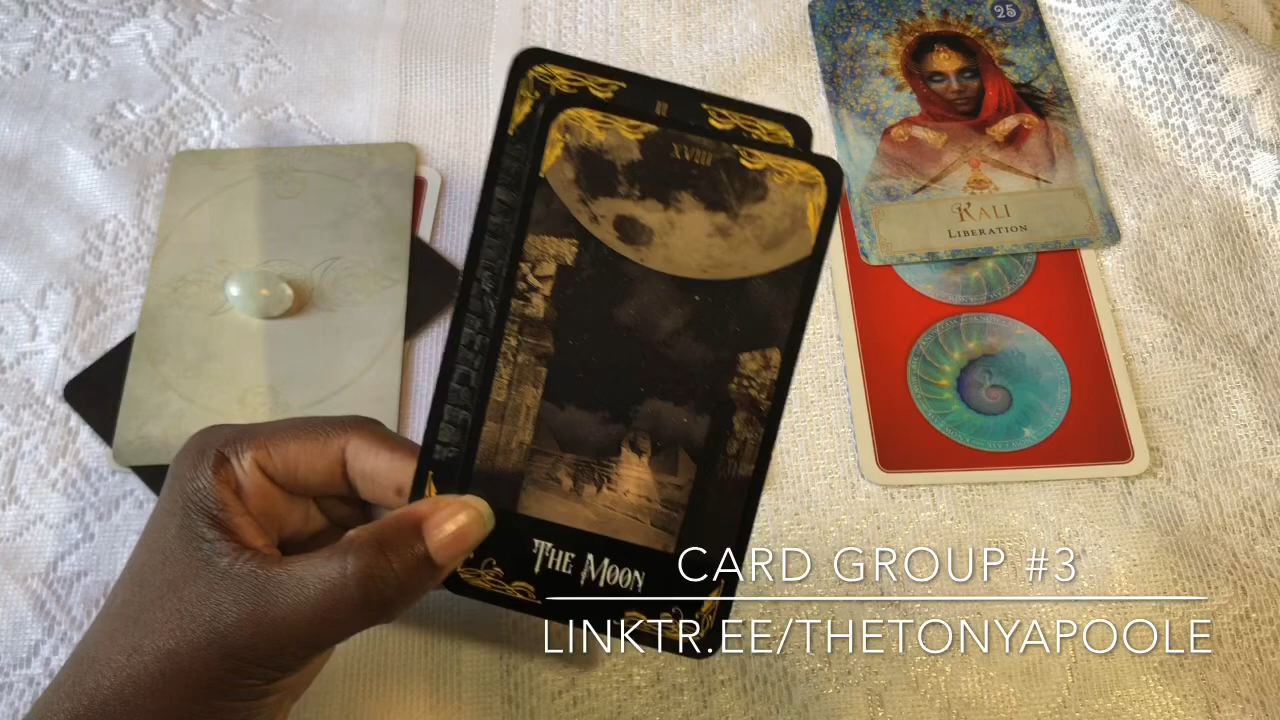 25
KALI
LIBERATION
XVIII
THE MOON
CARD GROUP #3
LINKTR.EE/THETONYAPOOLE